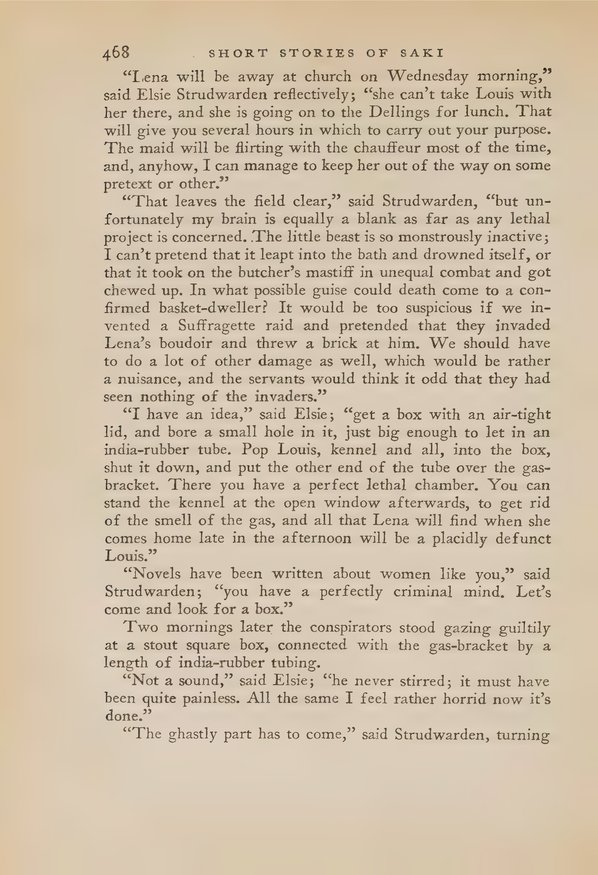 468 SHORT STORIES OF SAKI
“Lena will be away at church on Wednesday morning,”
said Elsie Strudwarden reflectively; “she can’t take Louis with
her there, and she is going on to the Dellings for lunch. That
will give you several hours in which to carry out your purpose.
The maid will be flirting with the chauffeur most of the time,
and, anyhow, I can manage to keep her out of the way on some
pretext or other.”
“That leaves the field clear,” said Strudwarden, “but un-
fortunately my brain is equally a blank as far as any lethal
project is concerned. The little beast is so monstrously inactive;
I can’t pretend that it leapt into the bath and drowned itself, or
that it took on the butcher’s mastiff in unequal combat and got
chewed up. In what possible guise could death come to a con-
firmed basket-dweller? It would be too suspicious if we in-
vented a Suffragette raid and pretended that they invaded
Lena’s boudoir and threw a brick at him. We should have
to do a lot of other damage as well, which would be rather
a nuisance, and the servants would think it odd that they had
seen nothing of the invaders.”
“I have an idea,” said Elsie; “get a box with an air-tight
lid, and bore a small hole in it, just big enough to let in an
india-rubber tube. Pop Louis, kennel and all, into the box,
shut it down, and put the other end of the tube over the gas-
bracket. There you have a perfect lethal chamber. You can
stand the kennel at the open window afterwards, to get rid
of the smell of the gas, and all that Lena will find when she
comes home late in the afternoon will be a placidly defunct
Louis.”
“Novels have been written about women like you,” said
Strudwarden; “you have a perfectly criminal mind. Let’s
come and look for a box.”
Two mornings later the conspirators stood gazing guiltily
at a stout square box, connected with the gas-bracket by a
length of india-rubber tubing.
“Not a sound,” said Elsie; “he never stirred; it must have
been quite painless. All the same I feel rather horrid now it’s
done.”
“The ghastly part has to come,” said Strudwarden, turning